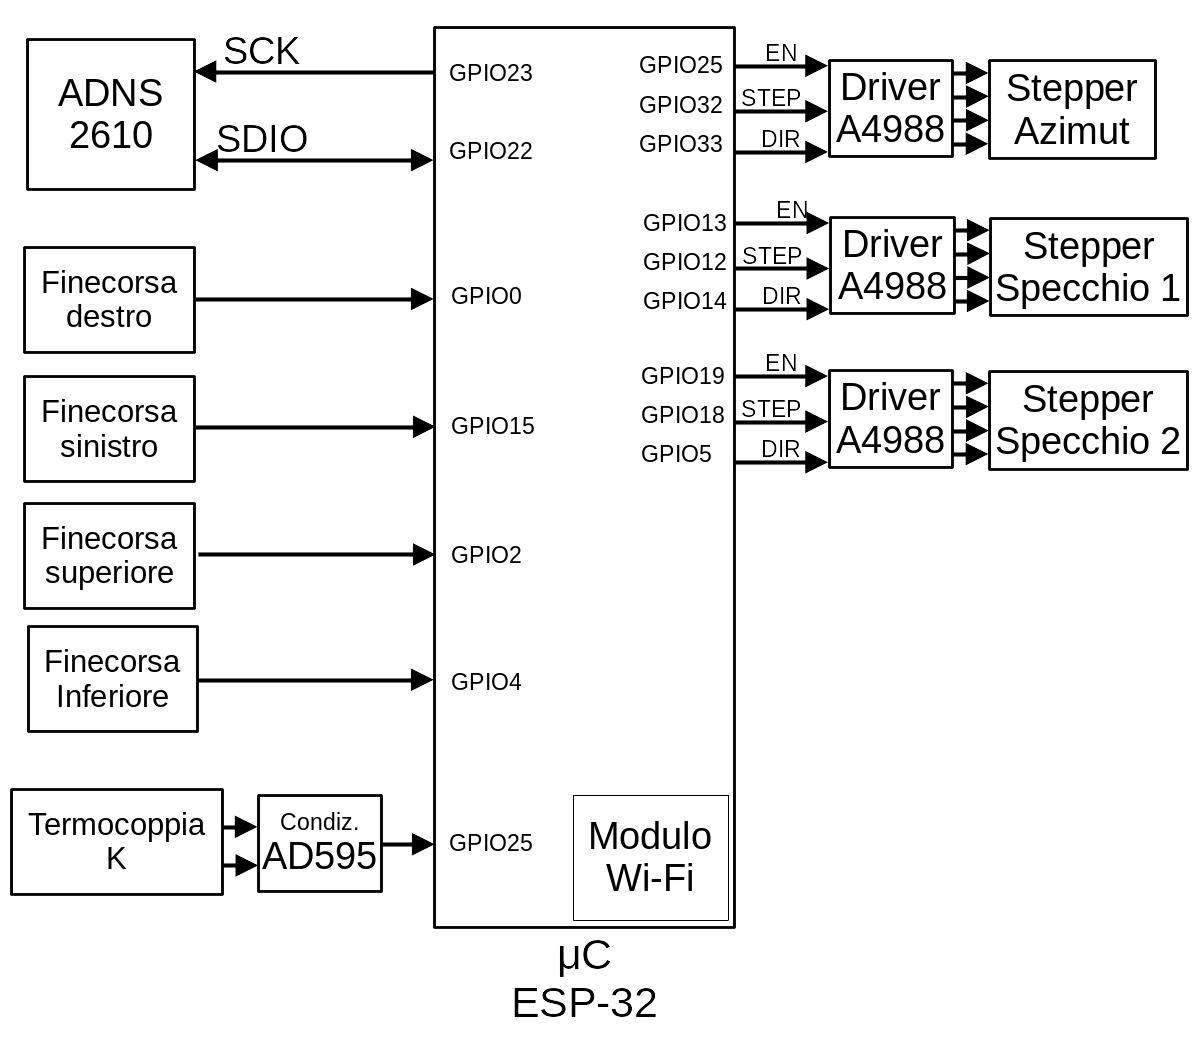 ADNS
2610
SCK
SDIO
GPIO23
GPIO22
Finecorsa
destro
GPIO0
Finecorsa
sinistro
GPIO15
Finecorsa
superiore
GPIO2
Finecorsa
Inferiore
GPIO4
Termocoppia
K
Condiz.
AD595
GPIO25
GPIO25
GPIO32
GPIO33
EN
STEP
DIR
Driver
A4988
Stepper
Azimut
GPIO13
GPIO12
GPIO14
EN
STEP
DIR
Driver
A4988
Stepper
Specchio 1
GPIO19
GPIO18
GPIO5
EN
STEP
DIR
Driver
A4988
Stepper
Specchio 2
Modulo
Wi-Fi
µC
ESP-32